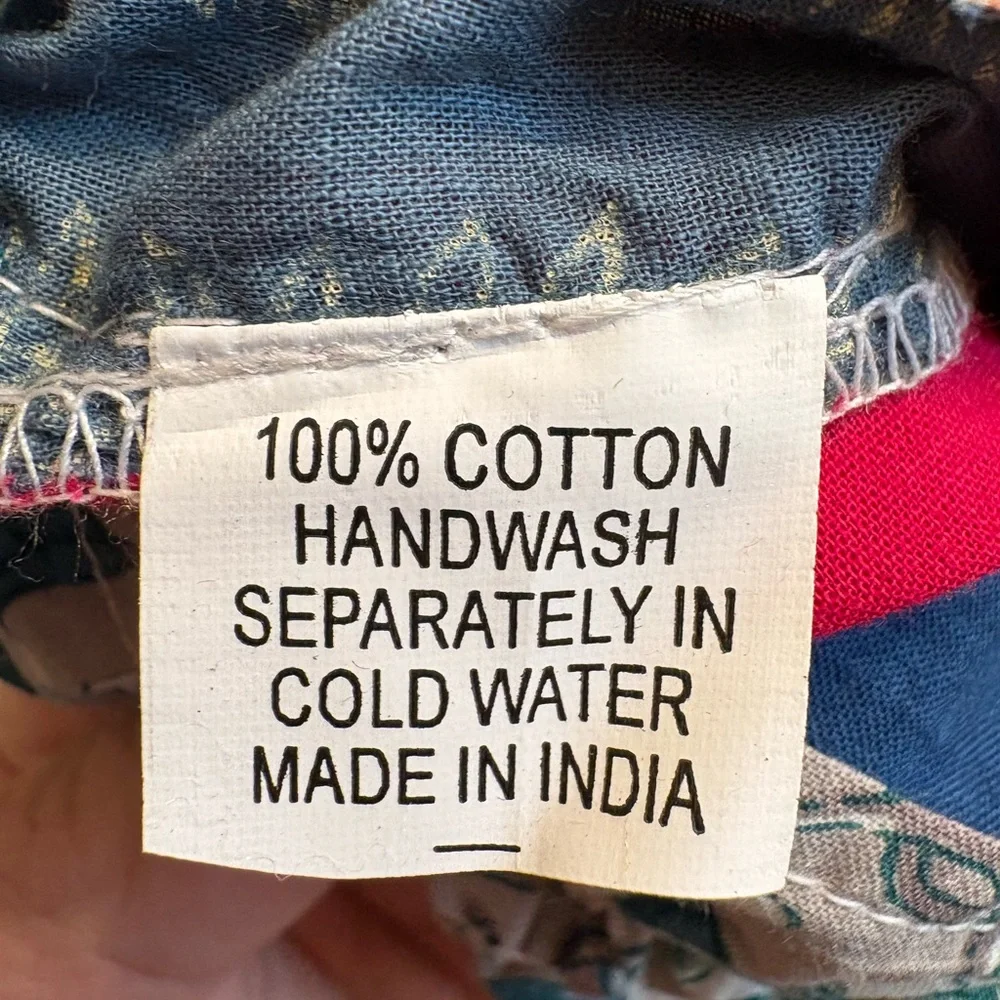 100% COTTON
HANDWASH
SEPARATELY IN
COLD WATER
MADE IN INDIA